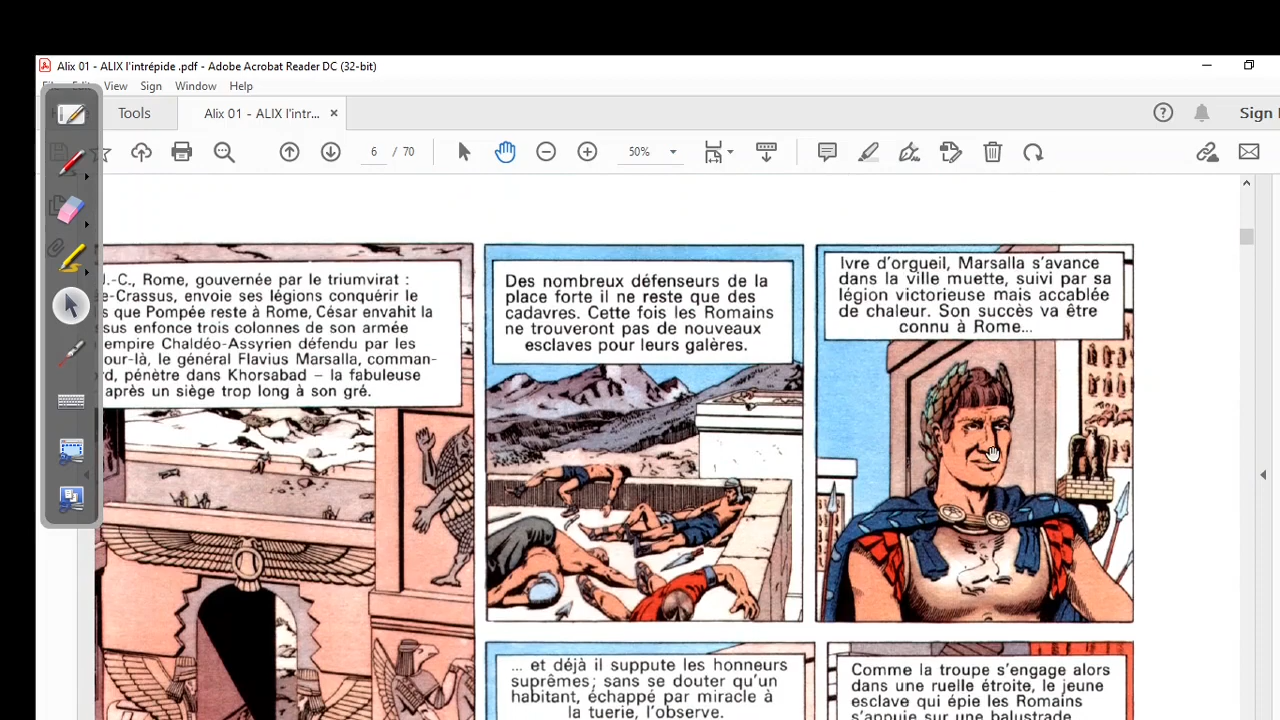 Alix 01 - ALIX l'intrépide .pdf - Adobe Acrobat Reader DC (32-bit)
View Sign Window Help
Tools
Alix 01 - ALIX l'intr... ×
Sign
6 / 70
50%
J.-C., Rome, gouvernée par le triumvirat :
e-Crassus, envoie ses légions conquérir le
s que Pompée reste à Rome, César envahit la
ssus enfonce trois colonnes de son armée
empire Chaldéo-Assyrien défendu par les
our-là, le général Flavius Marsalla, comman-
rd, pénètre dans Khorsabad – la fabuleuse
après un siège trop long à son gré.
Des nombreux défenseurs de la
place forte il ne reste que des
cadavres. Cette fois les Romains
ne trouveront pas de nouveaux
esclaves pour leurs galères.
Ivre d'orgueil, Marsalla s'avance
dans la ville muette, suivi par sa
légion victorieuse mais accablée
de chaleur. Son succès va être
connu à Rome...
... et déjà il suppute les honneurs
suprêmes; sans se douter qu'un
habitant, échappé par miracle à
la tuerie, l'observe.
Comme la troupe s'engage alors
dans une ruelle étroite, le jeune
esclave qui épie les Romains
s'appuie sur une balustrade